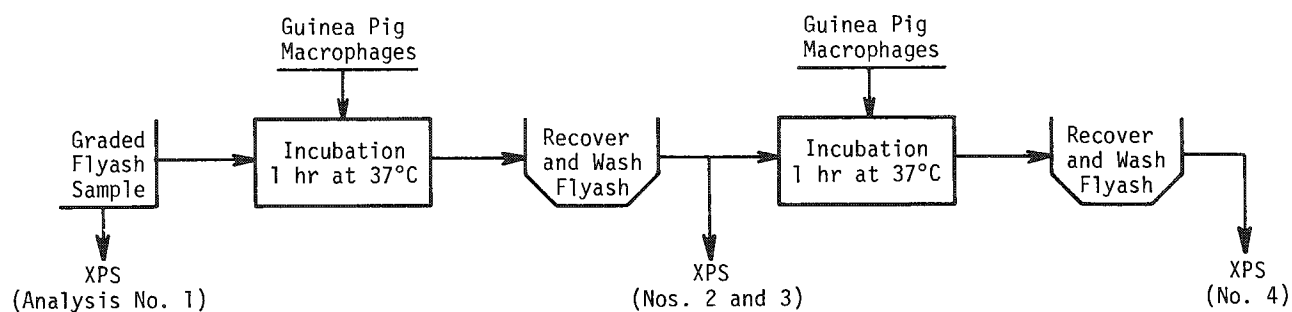 Guinea Pig
Macrophages
Graded
Flyash
Sample
Incubation
1 hr at 37°C
Recover
and Wash
Flyash
Guinea Pig
Macrophages
Incubation
1 hr at 37°C
Recover
and Wash
Flyash
XPS
(Analysis No. 1)
XPS
(Nos. 2 and 3)
XPS
(No. 4)